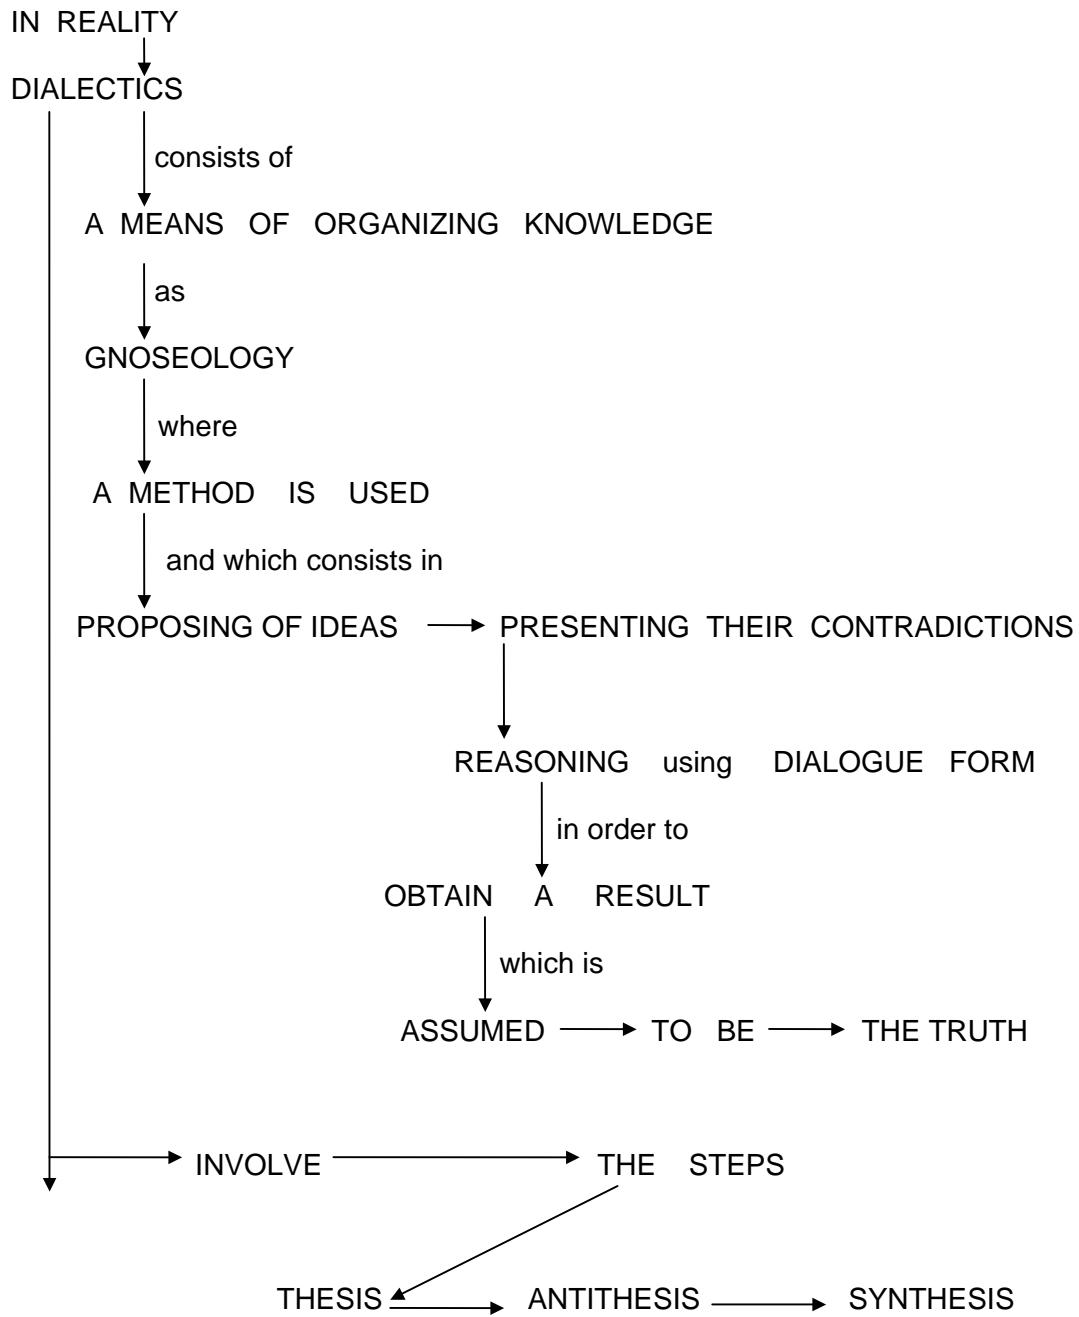 IN REALITY
DIALECTICS
consists of
A MEANS OF ORGANIZING KNOWLEDGE
as
GNOSEOLOGY
where
A METHOD IS USED
and which consists in
PROPOSING OF IDEAS PRESENTING THEIR CONTRADICTIONS
REASONING using DIALOGUE FORM
in order to
OBTAIN A RESULT
which is
ASSUMED TO BE THE TRUTH
INVOLVE THE STEPS
THESIS ANTITHESIS SYNTHESIS